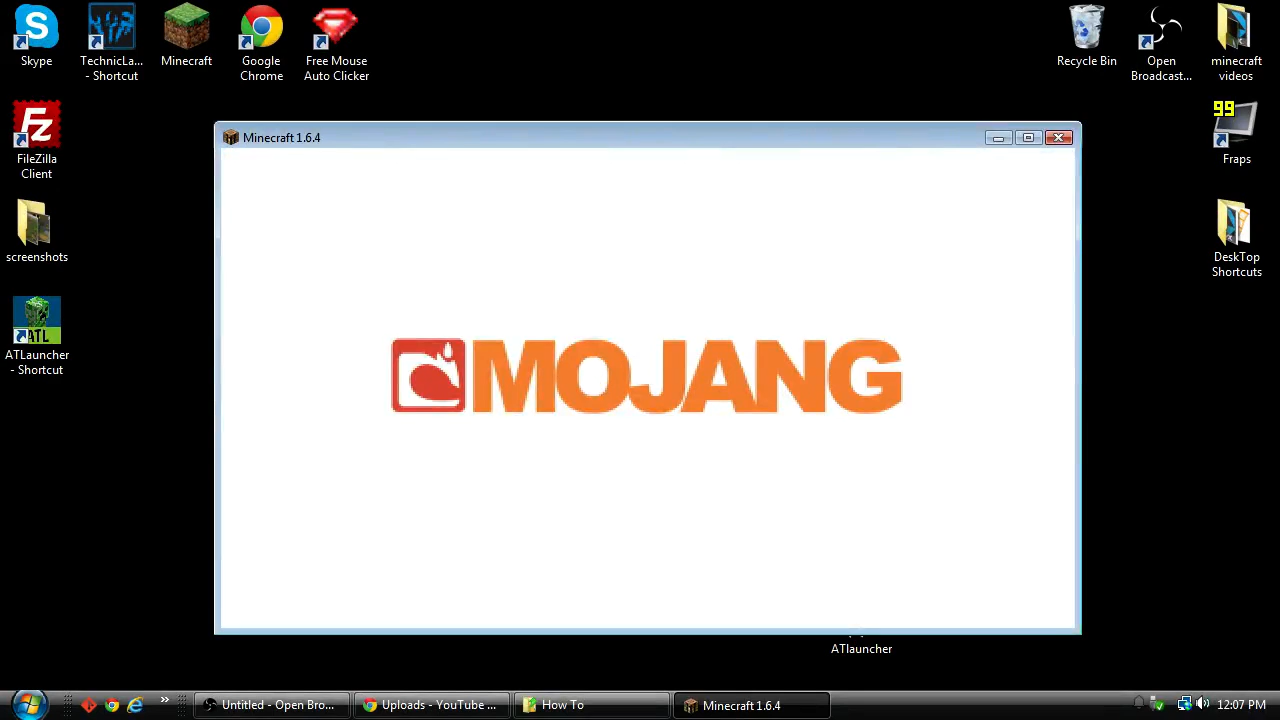 Skype
TechnicLa...
- Shortcut
Minecraft
Google
Chrome
Free Mouse
Auto Clicker
Recycle Bin
Open
Broadcast...
minecraft
videos
FileZilla
Client
99
Fraps
screenshots
DeskTop
Shortcuts
ATL
ATLauncher
- Shortcut
Minecraft 1.6.4
MOJANG
ATlauncher
Untitled - Open Bro...
Uploads - YouTube ...
How To
Minecraft 1.6.4
12:07 PM